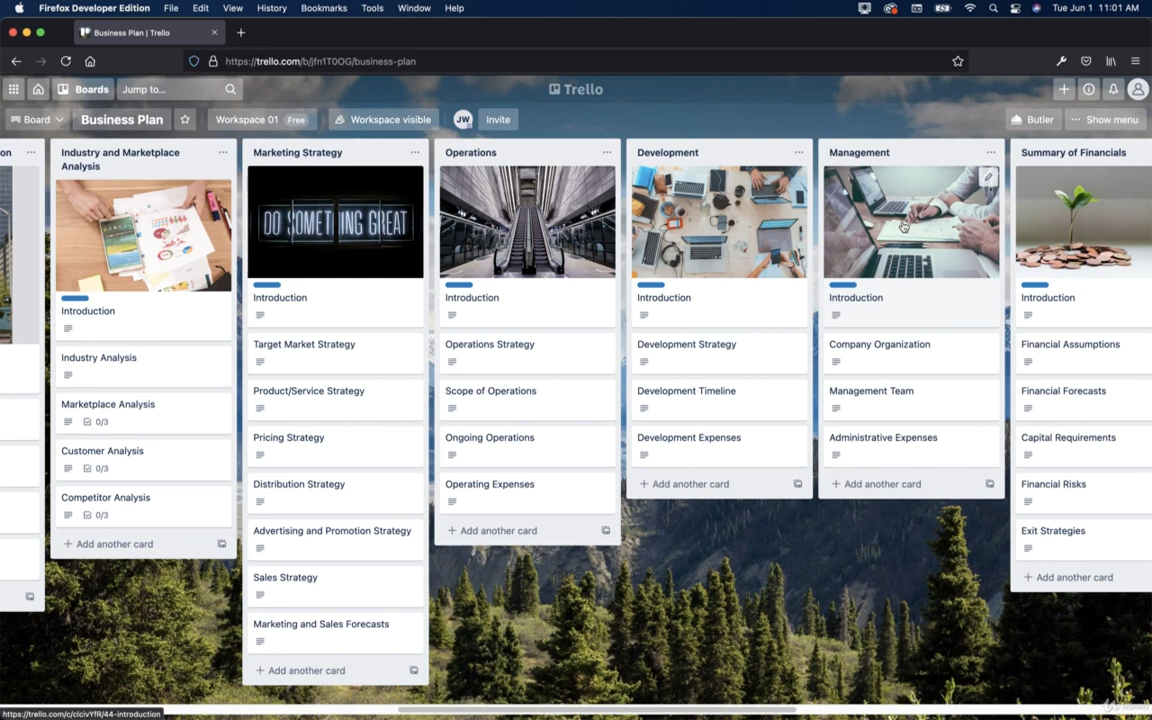 Firefox Developer Edition File Edit View History Bookmarks Tools Window Help Tue Jun 1 11:01 AM
Business Plan | Trello
https://trello.com/b/jfn1T0OG/business-plan
Boards Jump to... Trello
Board Business Plan Workspace 01 Free Workspace visible JW Invite Butler Show menu
on
Industry and Marketplace Analysis
Introduction
Industry Analysis
Marketplace Analysis
0/3
Customer Analysis
0/3
Competitor Analysis
0/3
+ Add another card
Marketing Strategy
DO SOMETHING GREAT
Introduction
Target Market Strategy
Product/Service Strategy
Pricing Strategy
Distribution Strategy
Advertising and Promotion Strategy
Sales Strategy
Marketing and Sales Forecasts
+ Add another card
Operations
Introduction
Operations Strategy
Scope of Operations
Ongoing Operations
Operating Expenses
+ Add another card
Development
Introduction
Development Strategy
Development Timeline
Development Expenses
+ Add another card
Management
Introduction
Company Organization
Management Team
Administrative Expenses
+ Add another card
Summary of Financials
Introduction
Financial Assumptions
Financial Forecasts
Capital Requirements
Financial Risks
Exit Strategies
+ Add another card